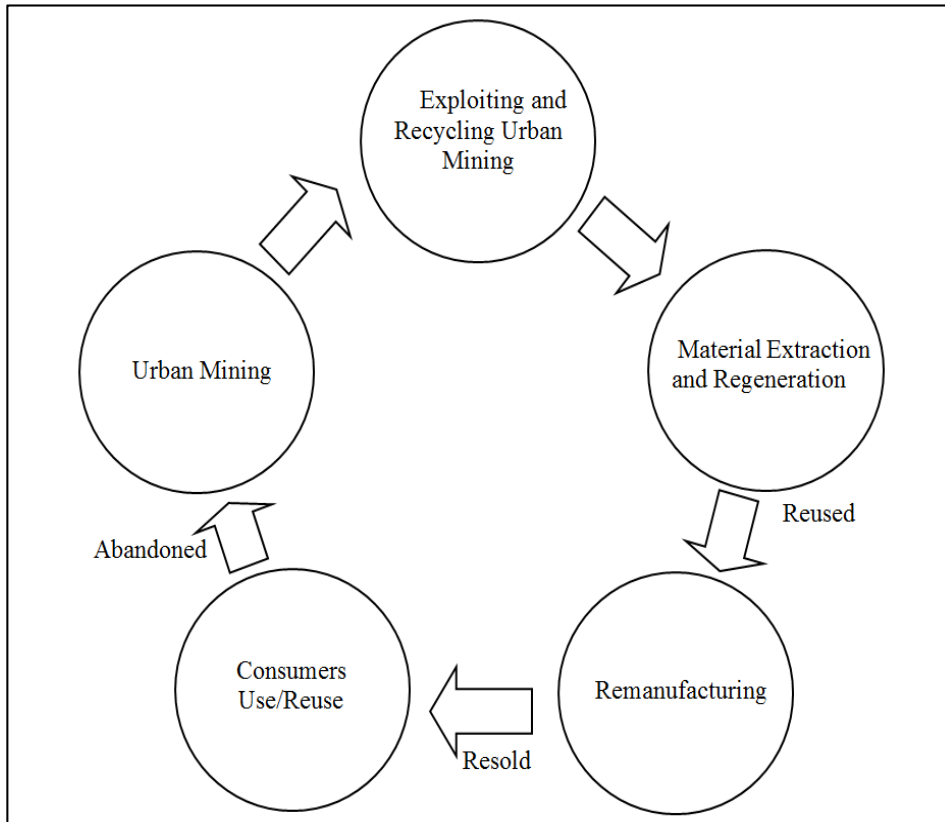 Exploiting and
Recycling Urban
Mining
Material Extraction
and Regeneration
Reused
Remanufacturing
Resold
Consumers
Use/Reuse
Abandoned
Urban Mining